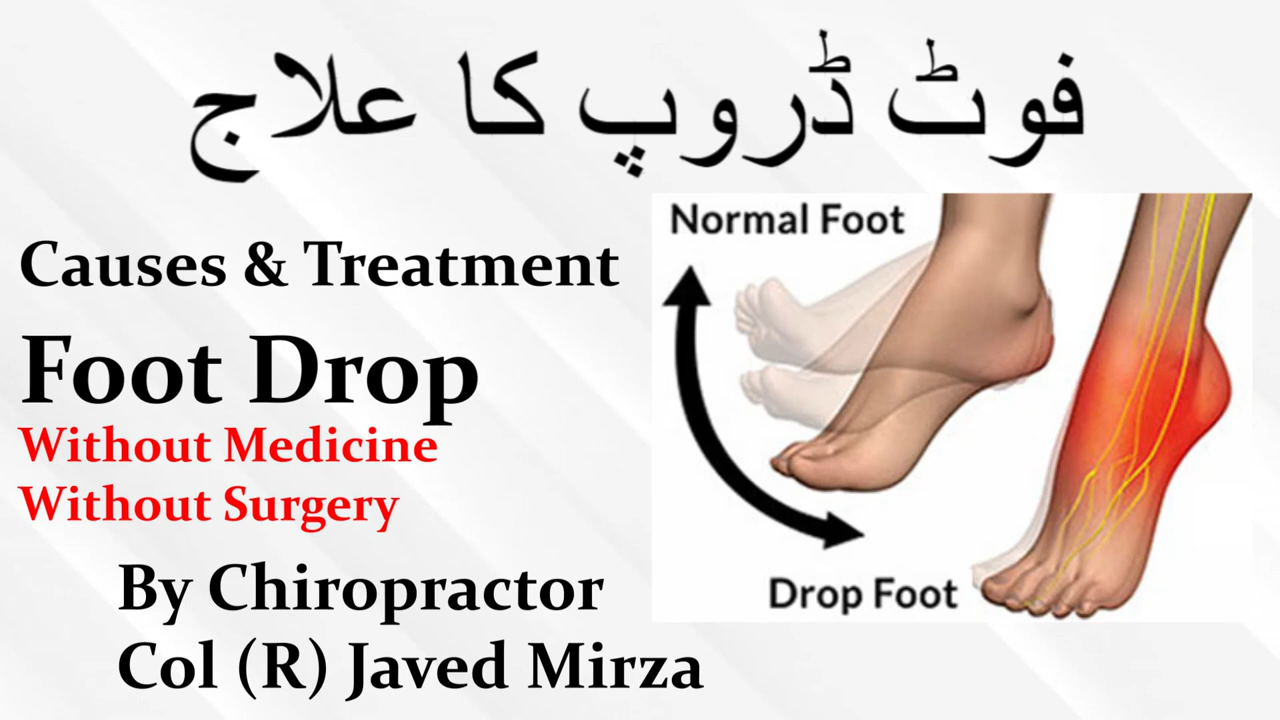 فوٹ ڈروپ کا علاج
Causes & Treatment
Foot Drop
Without Medicine
Without Surgery
By Chiropractor
Col (R) Javed Mirza
Normal Foot
Drop Foot